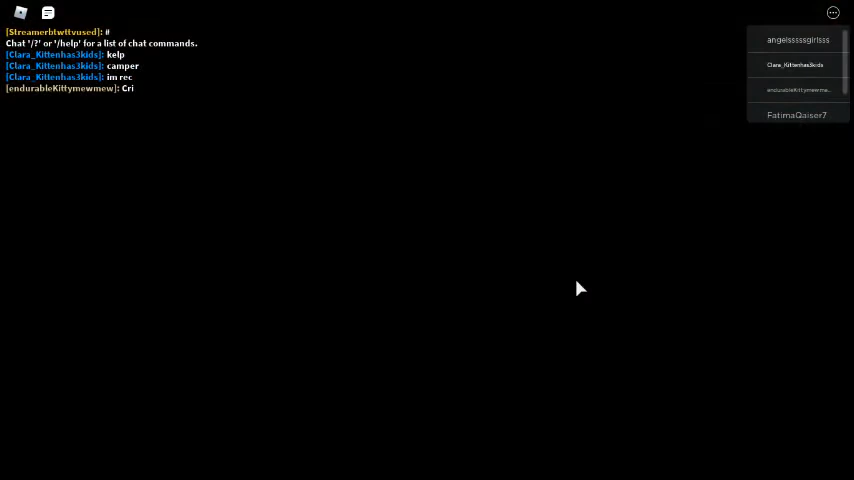 [Streamerbtwttvused]: #
Chat '/?' or '/help' for a list of chat commands.
[Clara_Kittenhas3kids]: kelp
[Clara_Kittenhas3kids]: camper
[Clara_Kittenhas3kids]: im rec
[endurableKittymewmew]: Cri
angelsssssgirlsss
Clara_Kittenhas3kids
endurableKittymewme...
FatimaQaiser7